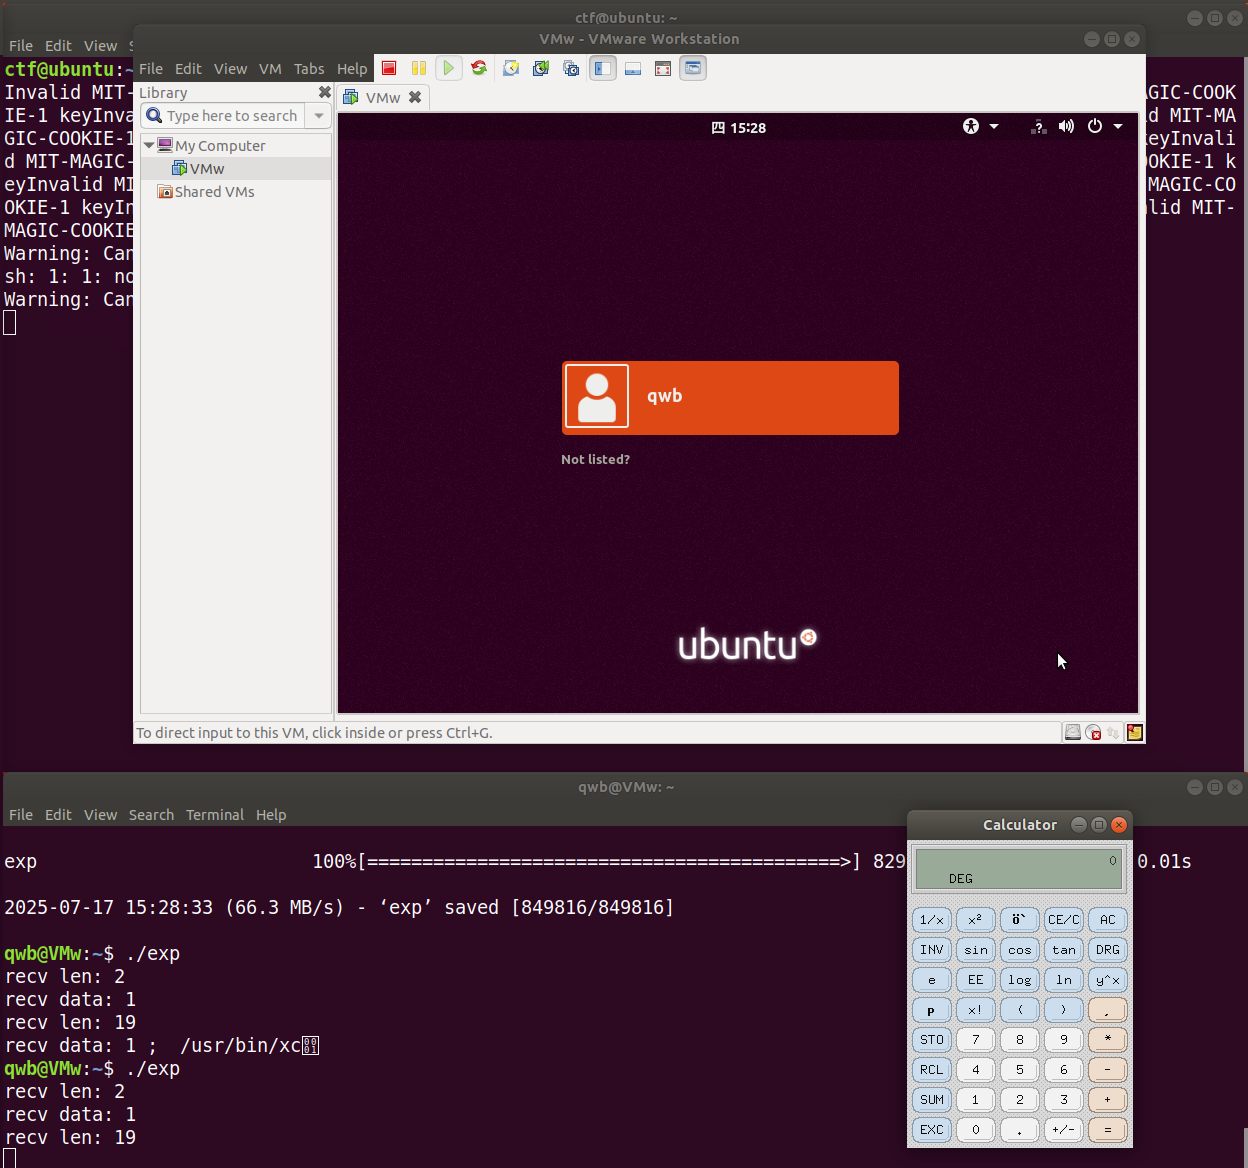 ctf@ubuntu: ~
File Edit View S
VMw - VMware Workstation
File Edit View VM Tabs Help
ctf@ubuntu:~
Invalid MIT-
IE-1 keyInva
GIC-COOKIE-1
d MIT-MAGIC-
eyInvalid MI
OKIE-1 keyIn
MAGIC-COOKIE
Warning: Can
sh: 1: 1: no
Warning: Can
AGIC-COOK
d MIT-MA
eyInvali
OKIE-1 k
MAGIC-CO
lid MIT-
Library
Type here to search
My Computer
VMw
Shared VMs
VMw
四 15:28
qwb
Not listed?
ubuntu
To direct input to this VM, click inside or press Ctrl+G.
qwb@VMw: ~
File Edit View Search Terminal Help
exp 100%[===========================================>] 829 0.01s
2025-07-17 15:28:33 (66.3 MB/s) - ‘exp’ saved [849816/849816]
qwb@VMw:~$ ./exp
recv len: 2
recv data: 1
recv len: 19
recv data: 1 ;  /usr/bin/xc
qwb@VMw:~$ ./exp
recv len: 2
recv data: 1
recv len: 19
Calculator
0
DEG
1/x x² ö` CE/C AC
INV sin cos tan DRG
e EE log ln y^x
p x! ( ) ,
STO 7 8 9 *
RCL 4 5 6 -
SUM 1 2 3 +
EXC 0 . +/- =